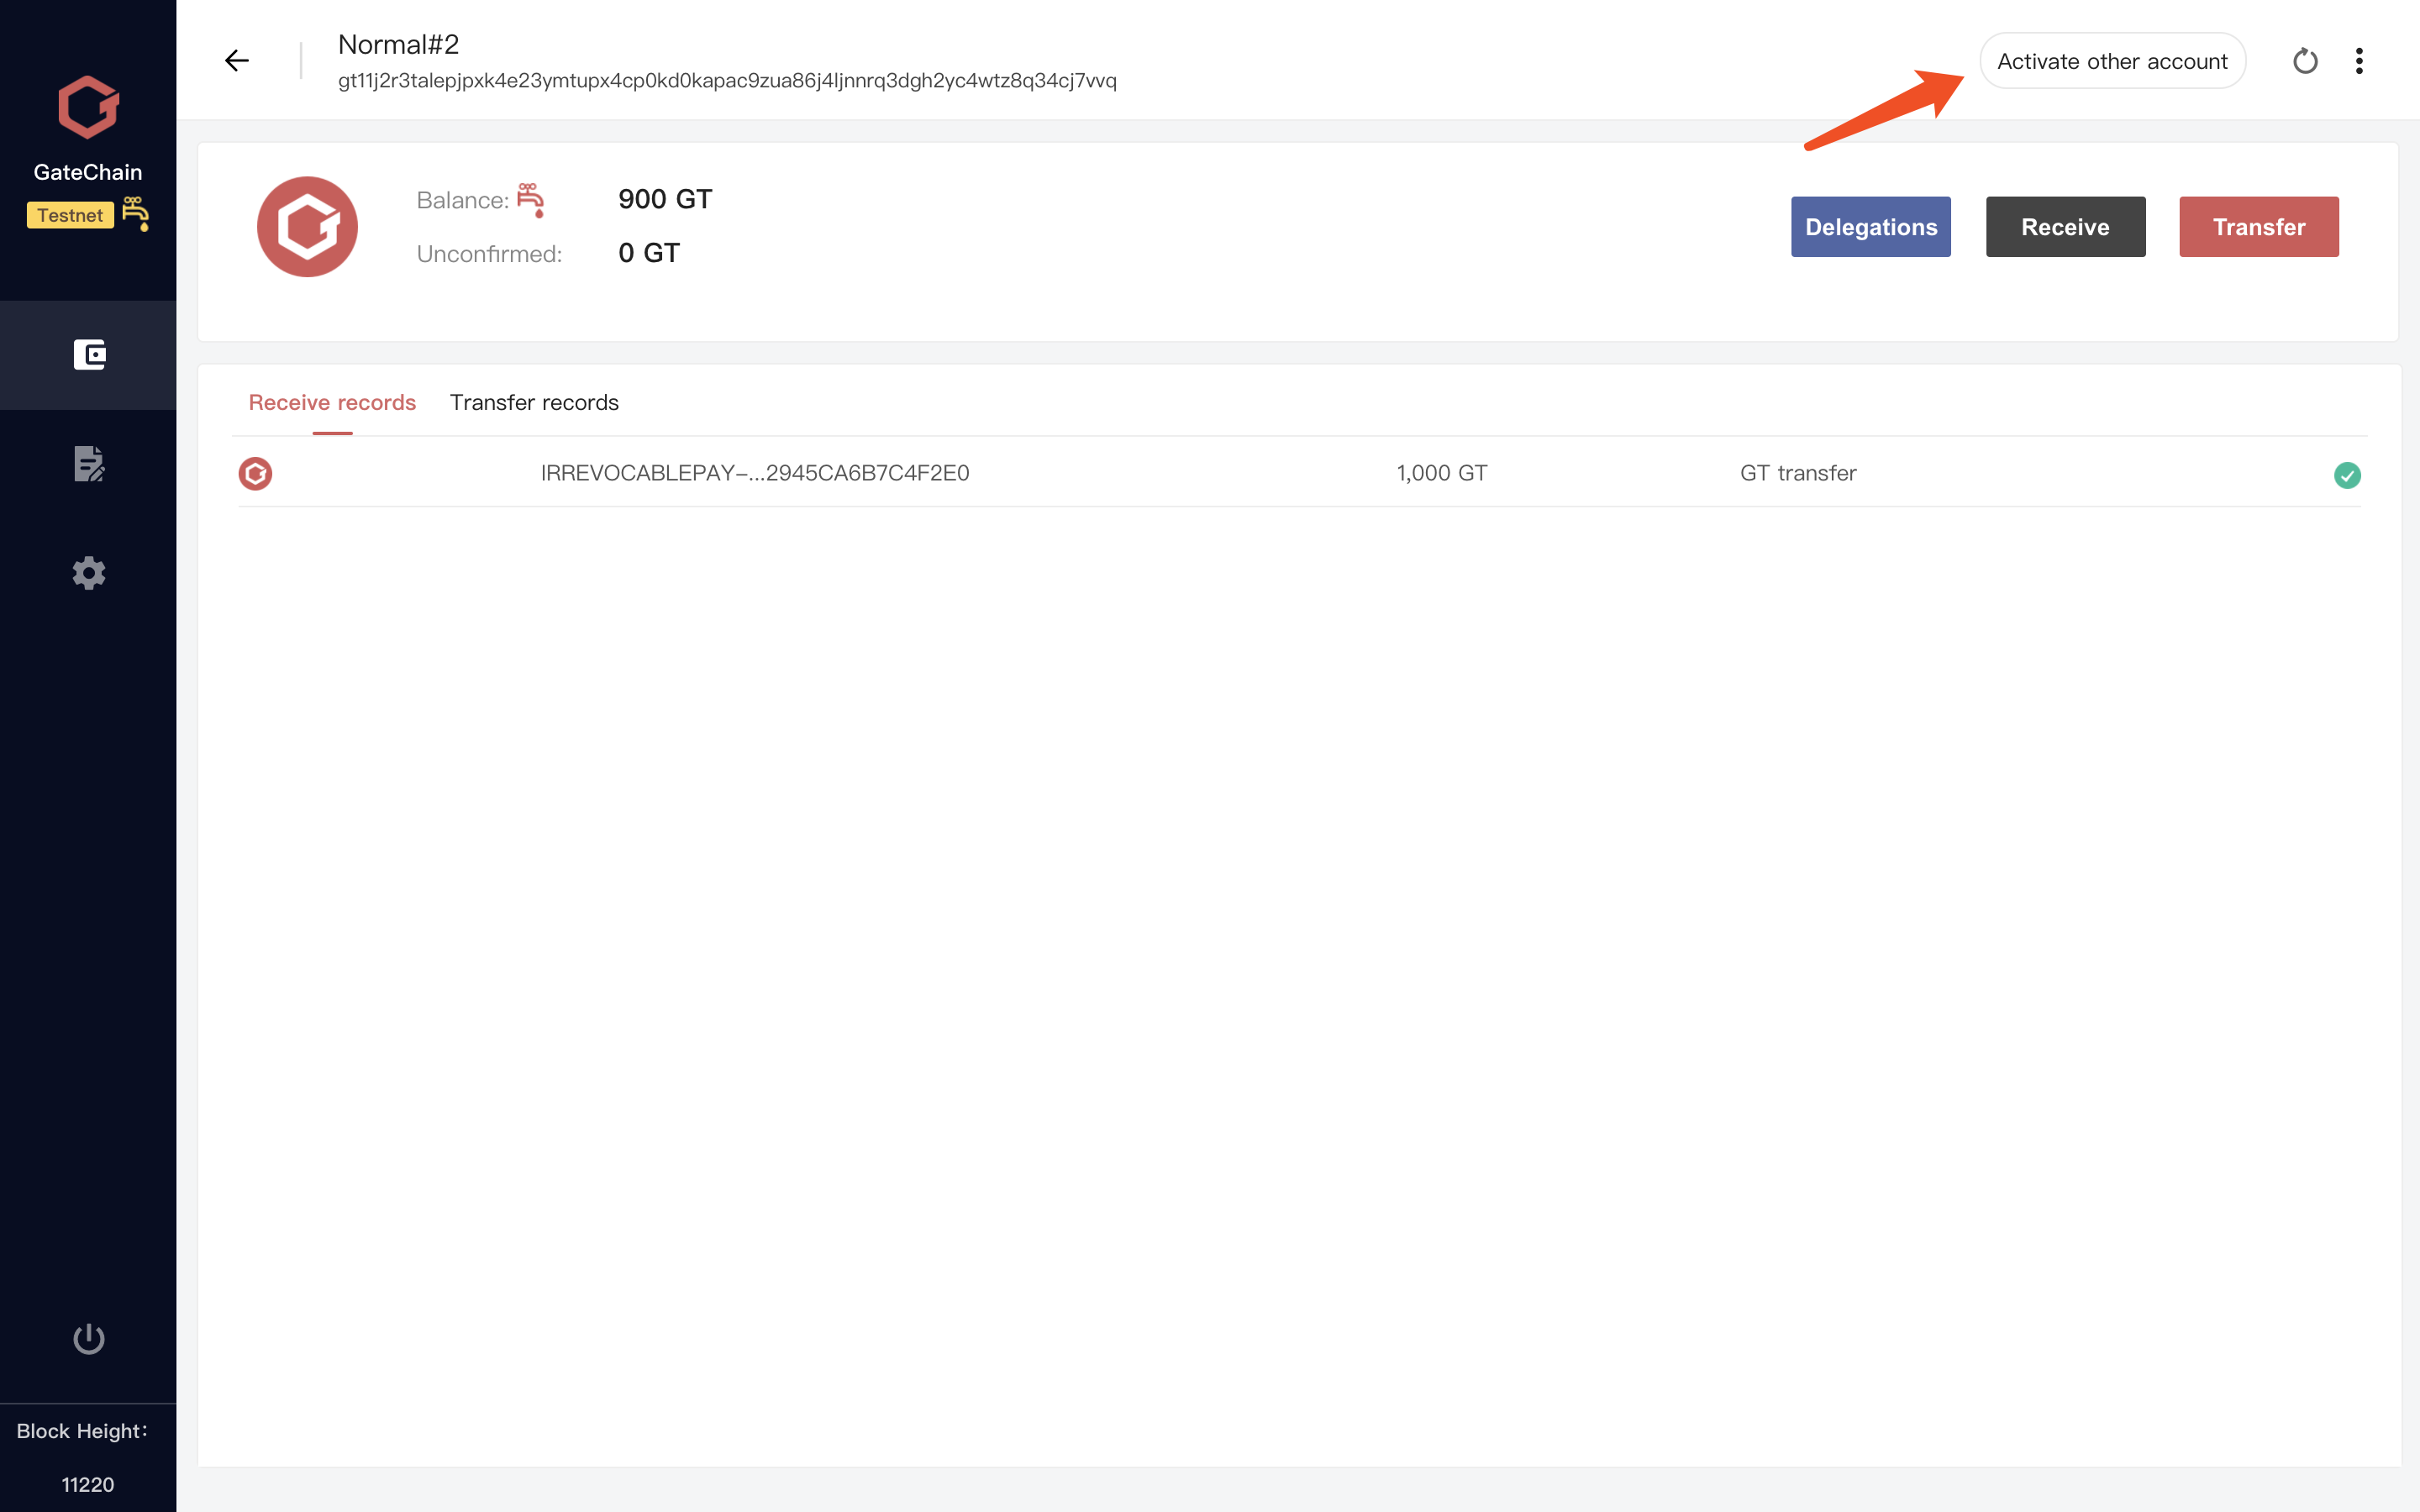 GateChain
Testnet
Block Height:
11220
Normal#2
gt11j2r3talepjpxk4e23ymtupx4cp0kd0kapac9zua86j4ljnnrq3dgh2yc4wtz8q34cj7vvq
Activate other account
Balance: 900 GT
Unconfirmed: 0 GT
Delegations Receive Transfer
Receive records Transfer records
IRREVOCABLEPAY-...2945CA6B7C4F2E0 1,000 GT GT transfer